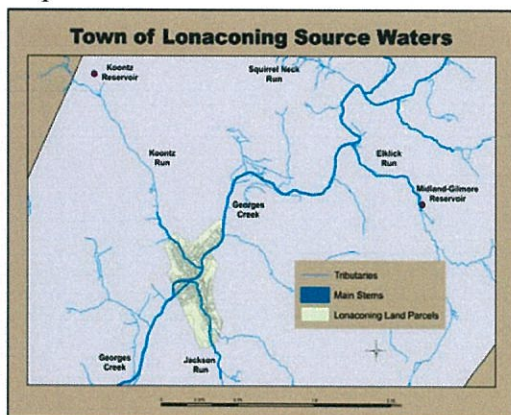 Town of Lonaconing Source Waters
Koontz
Reservoir
Squirrel Neck
Run
Koontz
Run
Elklick
Run
Midland-Gilmore
Reservoir
Georges
Creek
Tributaries
Main Stems
Lonaconing Land Parcels
Georges
Creek
Jackson
Run